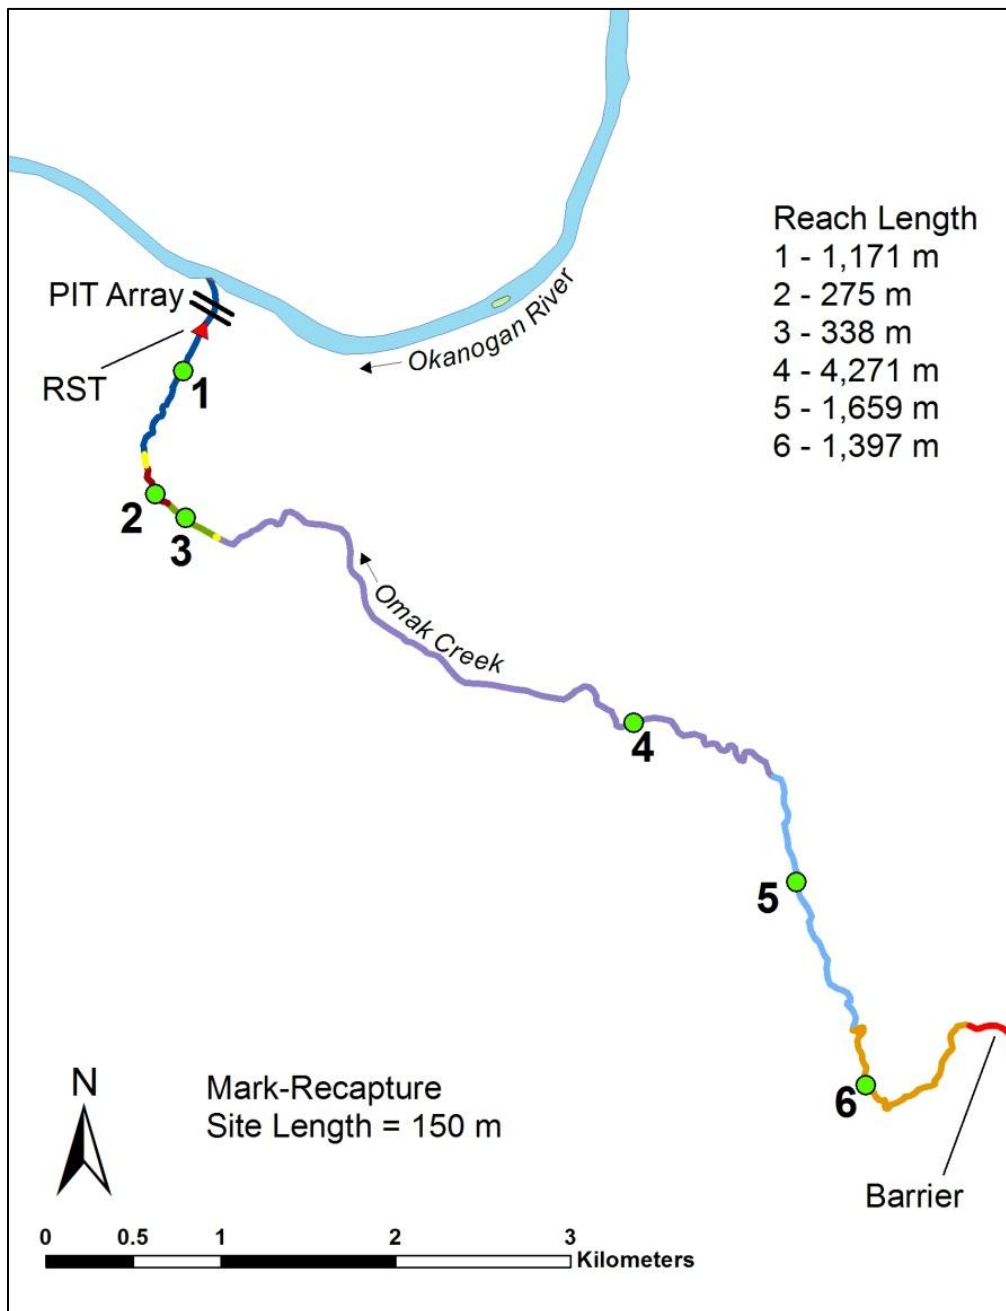 Reach Length
1 - 1,171 m
2 - 275 m
3 - 338 m
4 - 4,271 m
5 - 1,659 m
6 - 1,397 m
PIT Array
RST
Okanogan River
1
2
3
Omak Creek
4
5
6
Barrier
N
Mark-Recapture
Site Length = 150 m
0 0.5 1 2 3
Kilometers